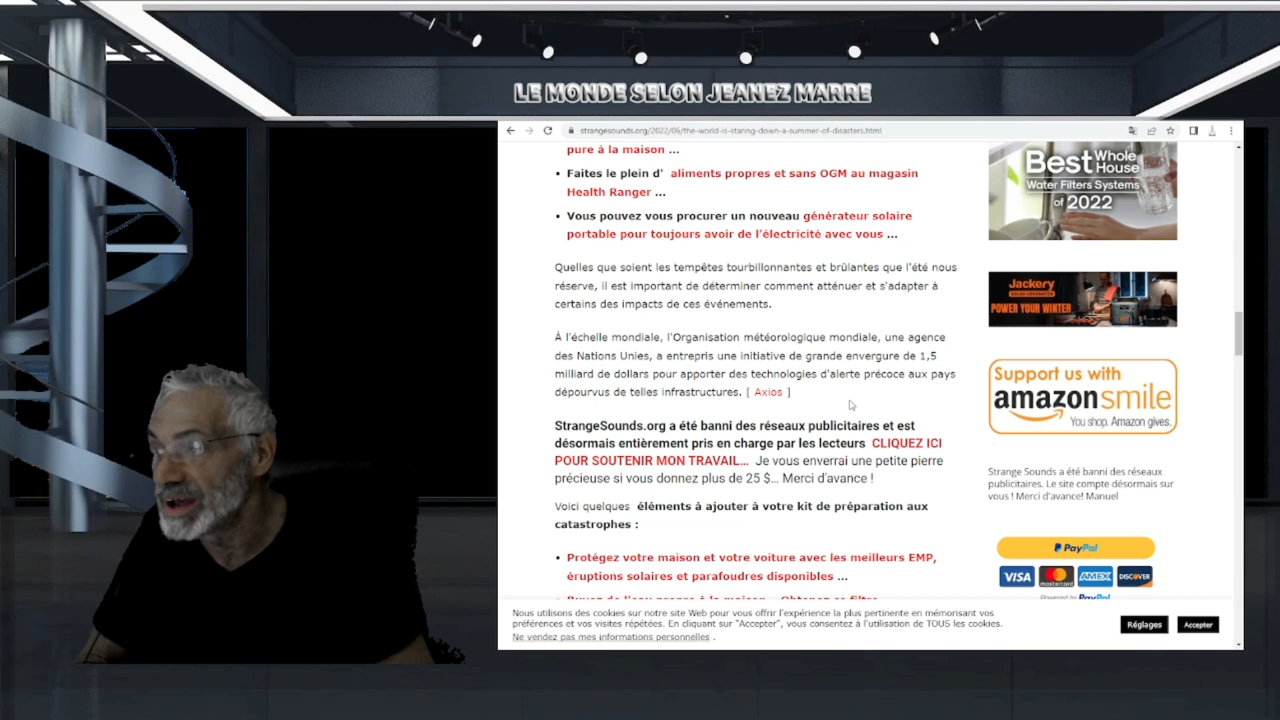 LE MONDE SELON JEANEZ MARRE
strangesounds.org/2022/06/the-world-is-staring-down-a-summer-of-disasters.html
pure à la maison ...
• Faites le plein d' aliments propres et sans OGM au magasin
Health Ranger ...
• Vous pouvez vous procurer un nouveau générateur solaire
portable pour toujours avoir de l'électricité avec vous ...
Quelles que soient les tempêtes tourbillonnantes et brûlantes que l'été nous
réserve, il est important de déterminer comment atténuer et s'adapter à
certains des impacts de ces événements.
À l'échelle mondiale, l'Organisation météorologique mondiale, une agence
des Nations Unies, a entrepris une initiative de grande envergure de 1,5
milliard de dollars pour apporter des technologies d'alerte précoce aux pays
dépourvus de telles infrastructures. [ Axios ]
StrangeSounds.org a été banni des réseaux publicitaires et est
désormais entièrement pris en charge par les lecteurs CLIQUEZ ICI
POUR SOUTENIR MON TRAVAIL... Je vous enverrai une petite pierre
précieuse si vous donnez plus de 25 $... Merci d'avance !
Voici quelques éléments à ajouter à votre kit de préparation aux
catastrophes :
• Protégez votre maison et votre voiture avec les meilleurs EMP,
éruptions solaires et parafoudres disponibles ...
Best Whole
House
Water Filters Systems
of 2022
Jackery
POWER YOUR WINTER
Support us with
amazonsmile
You shop. Amazon gives.
Strange Sounds a été banni des réseaux
publicitaires. Le site compte désormais sur
vous ! Merci d'avance! Manuel
PayPal
VISA mastercard AMEX DISCOVER
Powered by PayPal
Nous utilisons des cookies sur notre site Web pour vous offrir l'expérience la plus pertinente en mémorisant vos
préférences et vos visites répétées. En cliquant sur "Accepter", vous consentez à l'utilisation de TOUS les cookies.
Ne vendez pas mes informations personnelles .
Réglages
Accepter